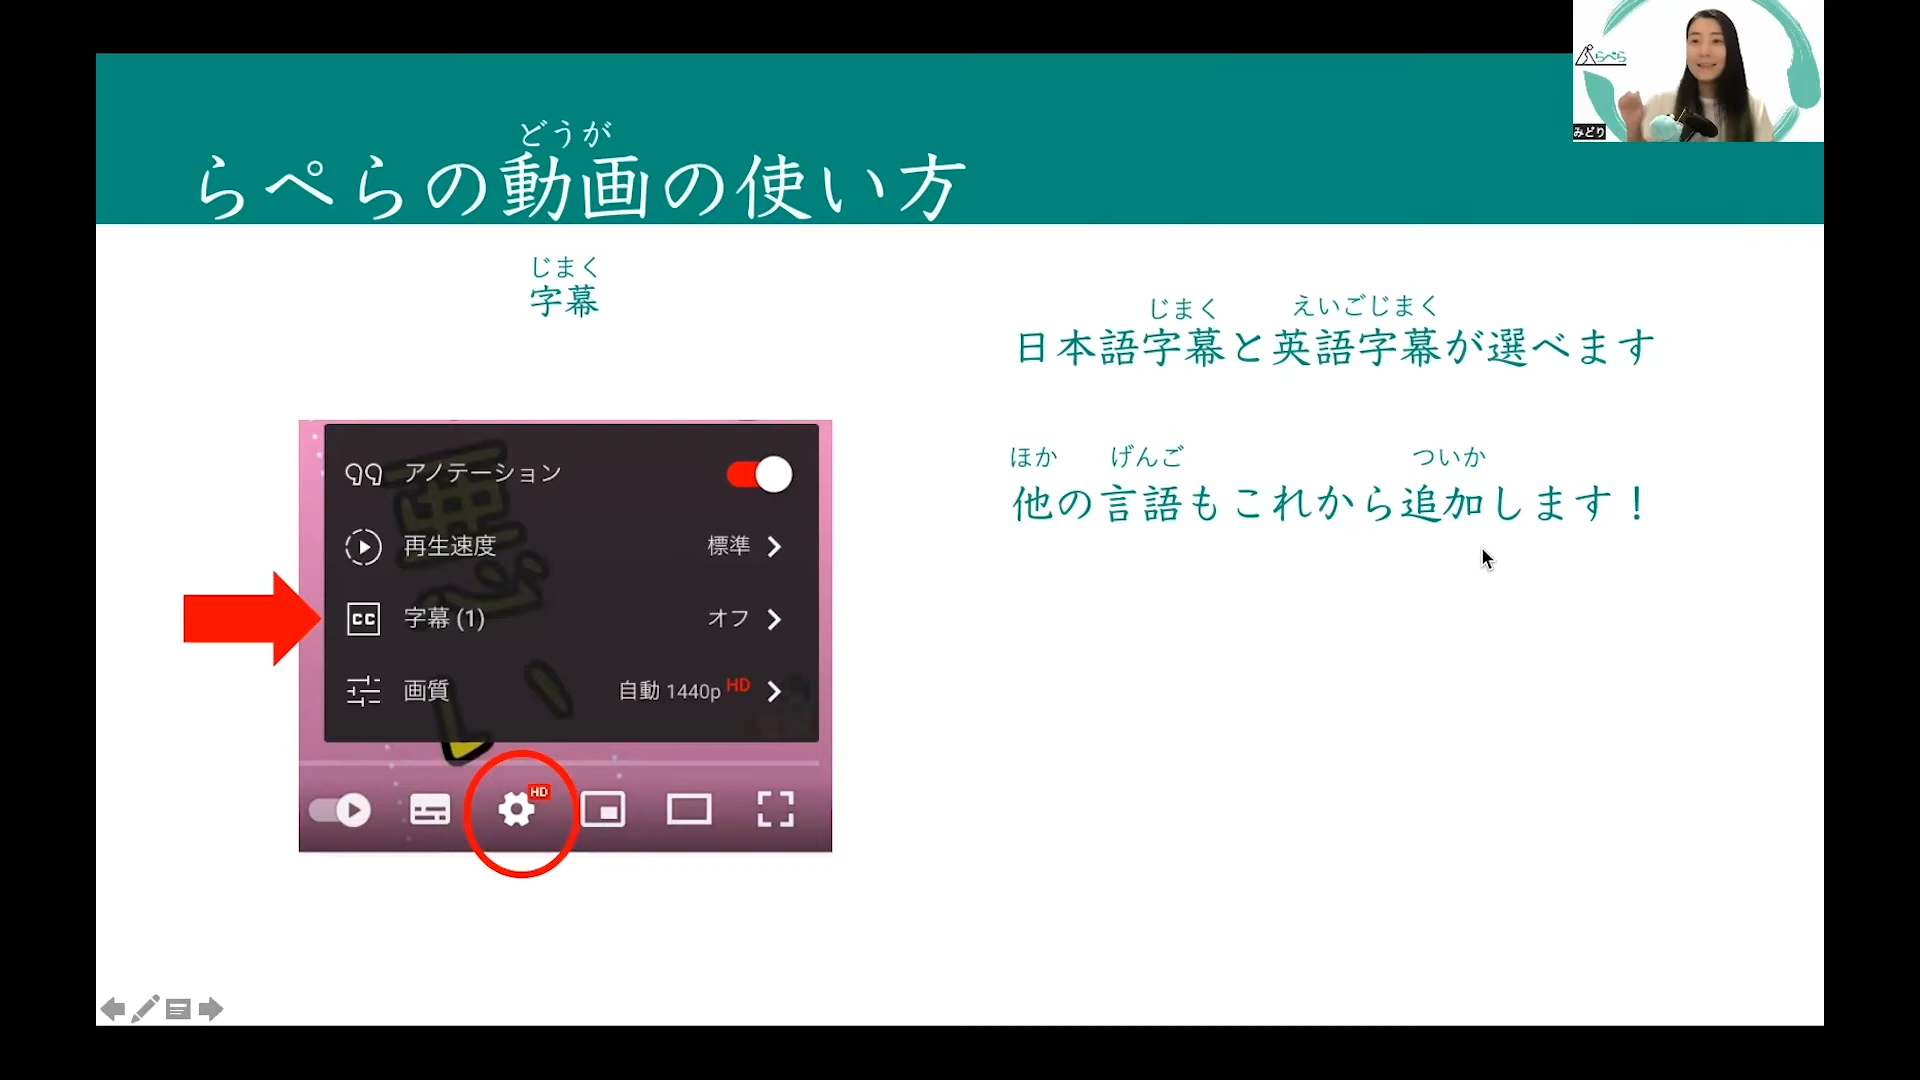 らぺら
みどり
どうが
らぺらの動画の使い方
じまく
字幕
じまく えいごじまく
日本語字幕と英語字幕が選べます
ほか げんご ついか
他の言語もこれから追加します！
アノテーション
再生速度 標準
CC 字幕 (1) オフ
画質 自動 1440p HD
HD